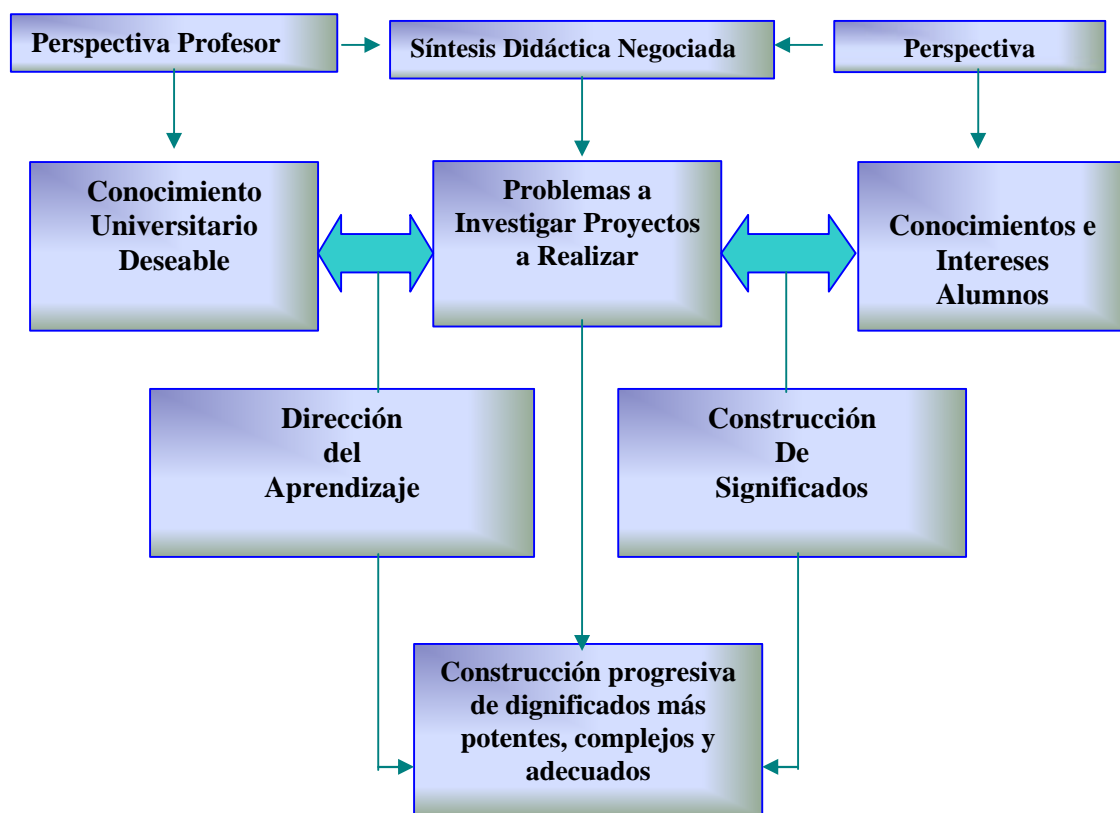 Perspectiva Profesor
Síntesis Didáctica Negociada
Perspectiva
Conocimiento
Universitario
Deseable
Problemas a
Investigar Proyectos
a Realizar
Conocimientos e
Intereses
Alumnos
Dirección
del
Aprendizaje
Construcción
De
Significados
Construcción progresiva
de dignificados más
potentes, complejos y
adecuados